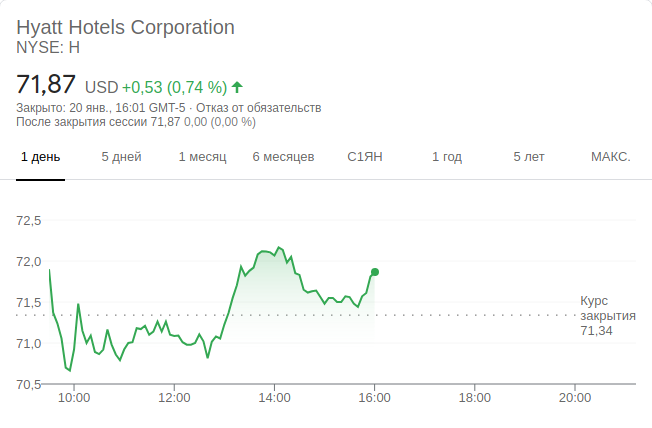 Hyatt Hotels Corporation
NYSE: H
71,87 USD +0,53 (0,74 %)
Закрыто: 20 янв., 16:01 GMT-5 · Отказ от обязательств
После закрытия сессии 71,87 0,00 (0,00 %)
1 день 5 дней 1 месяц 6 месяцев С1ЯН 1 год 5 лет МАКС.
72,5
72,0
71,5
71,0
70,5
Курс
закрытия
71,34
10:00 12:00 14:00 16:00 18:00 20:00